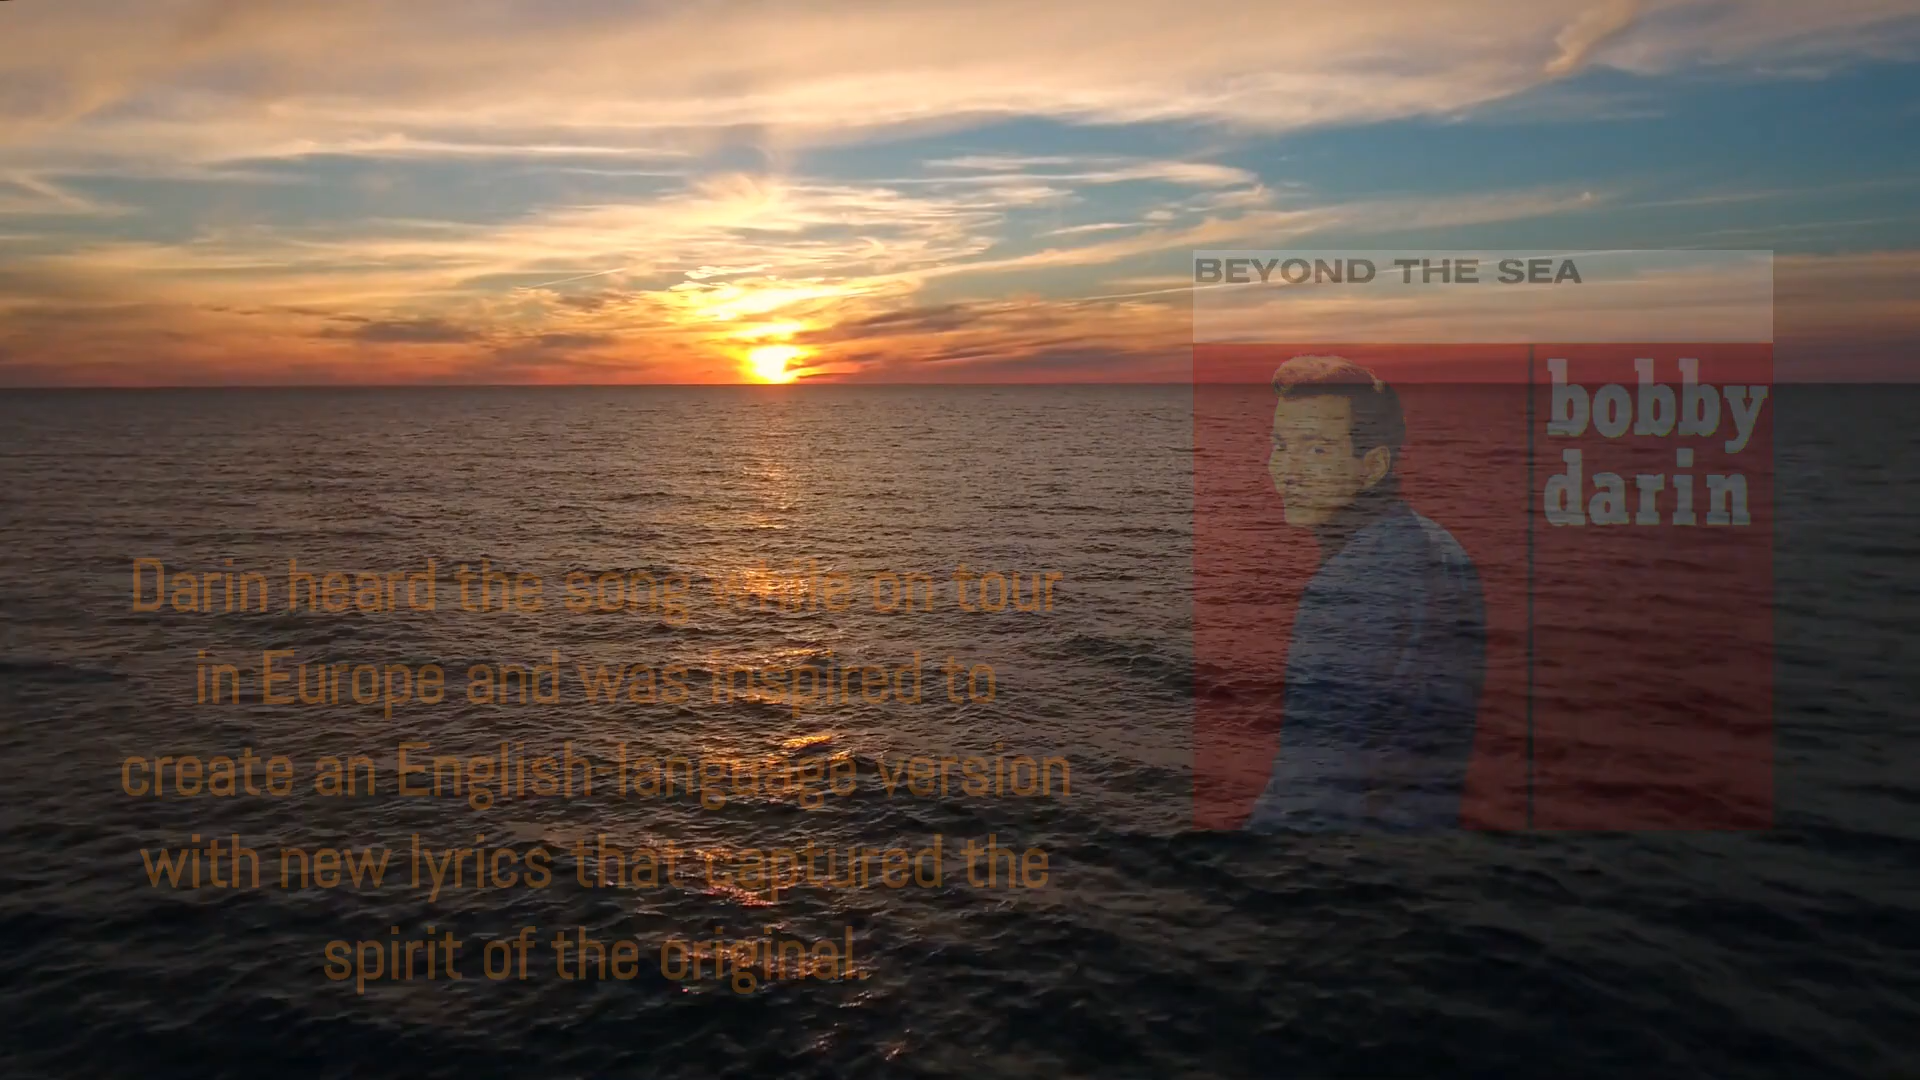 BEYOND THE SEA
bobby
darin
Darin heard the song while on tour
in Europe and was inspired to
create an English language version
with new lyrics that captured the
spirit of the original.